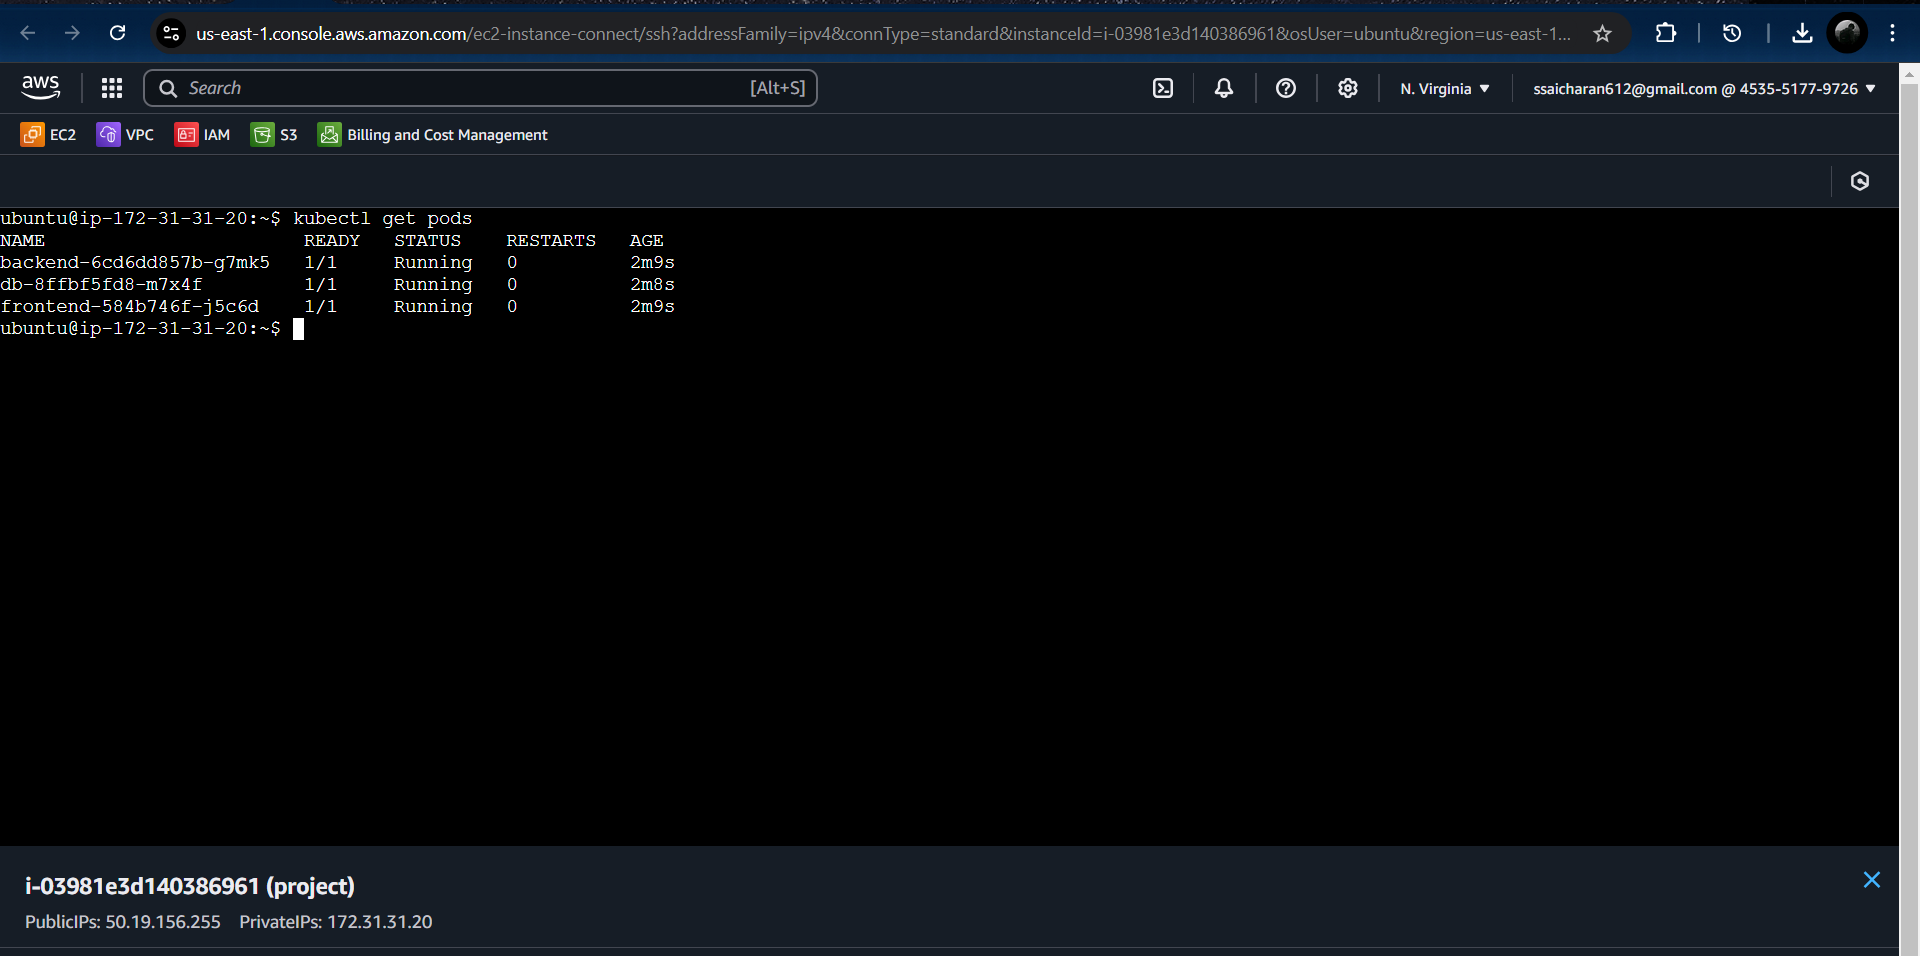 us-east-1.console.aws.amazon.com/ec2-instance-connect/ssh?addressFamily=ipv4&connType=standard&instanceId=i-03981e3d140386961&osUser=ubuntu&region=us-east-1...
aws Search [Alt+S] N. Virginia ssaicharan612@gmail.com @ 4535-5177-9726
EC2 VPC IAM S3 Billing and Cost Management
ubuntu@ip-172-31-31-20:~$ kubectl get pods
NAME READY STATUS RESTARTS AGE
backend-6cd6dd857b-g7mk5 1/1 Running 0 2m9s
db-8ffbf5fd8-m7x4f 1/1 Running 0 2m8s
frontend-584b746f-j5c6d 1/1 Running 0 2m9s
ubuntu@ip-172-31-31-20:~$
i-03981e3d140386961 (project)
PublicIPs: 50.19.156.255 PrivateIPs: 172.31.31.20